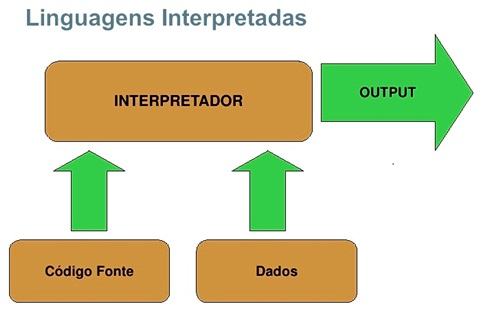 Linguagens Interpretadas
INTERPRETADOR
OUTPUT
Código Fonte
Dados